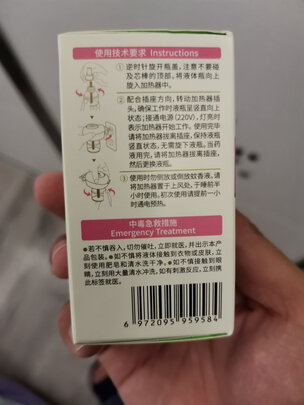 使用技术要求 Instructions
① 逆时针旋开瓶盖，注意不要碰
及芯棒的顶部，将液体瓶向上
旋入加热器中。
② 配合插座方向，转动加热器插
头，确保工作时液瓶呈竖直向上
状态；接通电源（220V），灯亮时
表示加热器开始工作。使用完毕
请将加热器拔离插座，保持液瓶
竖直状态，无需旋下液瓶。当药
液用完，请将加热器拔离插座，
然后更换液瓶。
③ 使用时勿倒放或侧放蚊香液，请
将加热器置于上风处，于睡前半
小时使用，初次使用请提前一小
时通电预热。
中毒急救措施
Emergency Treatment
●若不慎吞入，切勿催吐，立即就医，并出示本产
品包装。●如不慎将液体接触到衣物或皮肤，立
刻使用肥皂和清水洗干净。●如不慎接触到眼
睛，立刻用大量清水冲洗，如有刺激反应，引携
此标签就医。
6 972095 959584